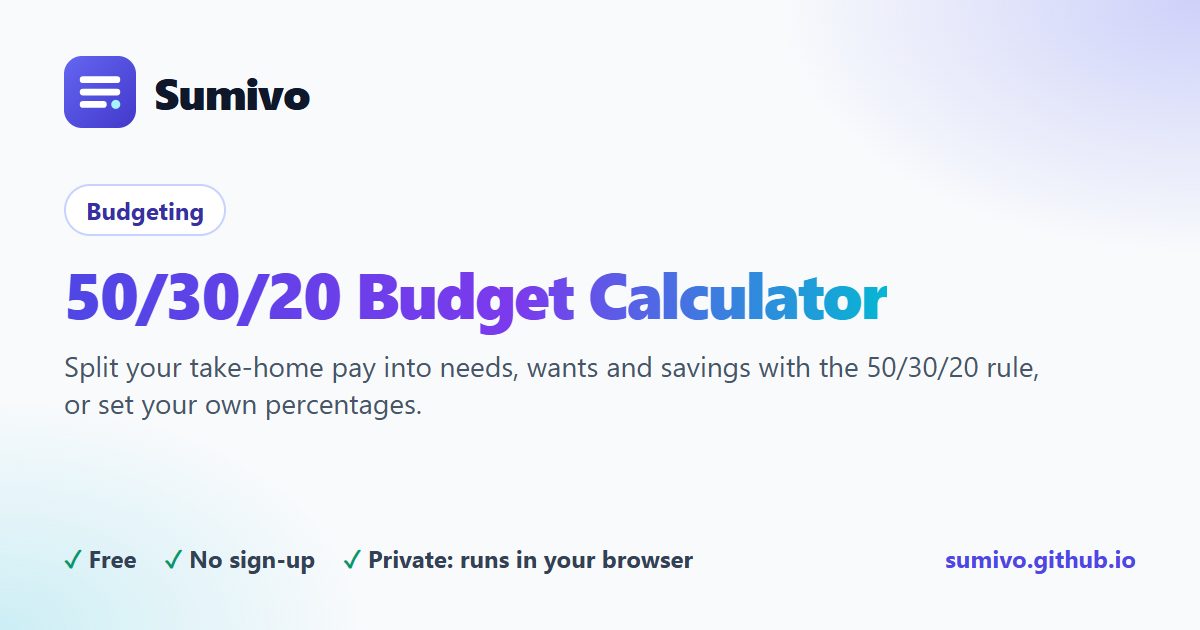 Sumivo
Budgeting
50/30/20 Budget Calculator
Split your take-home pay into needs, wants and savings with the 50/30/20 rule,
or set your own percentages.
✓ Free ✓ No sign-up ✓ Private: runs in your browser sumivo.github.io